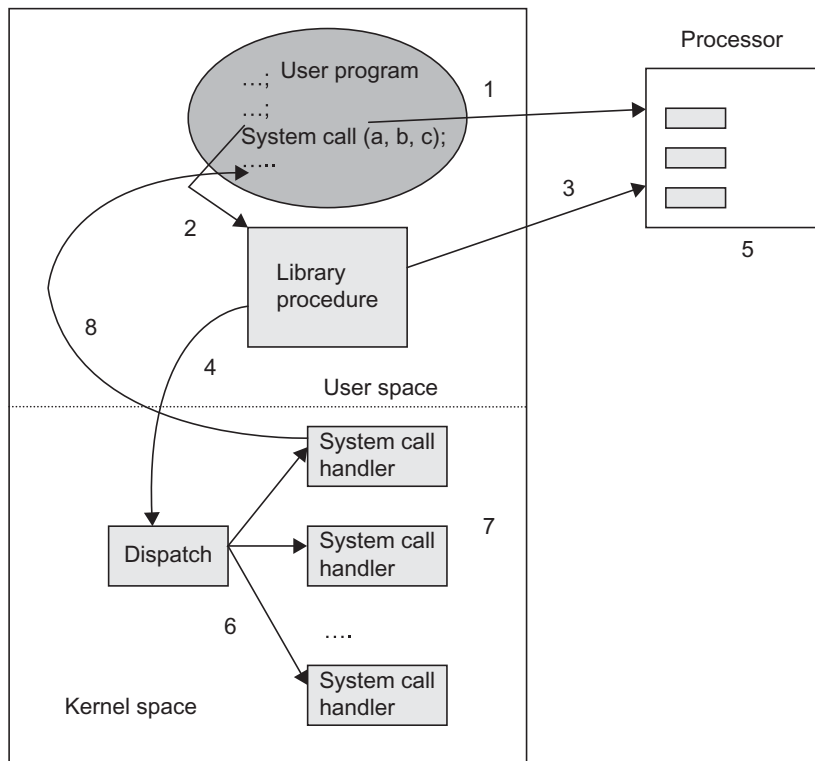 Processor
User program
…;
…;
System call (a, b, c);
…..
1
2
3
5
Library
procedure
8
4
User space
System call
handler
7
Dispatch
System call
handler
6
….
System call
handler
Kernel space